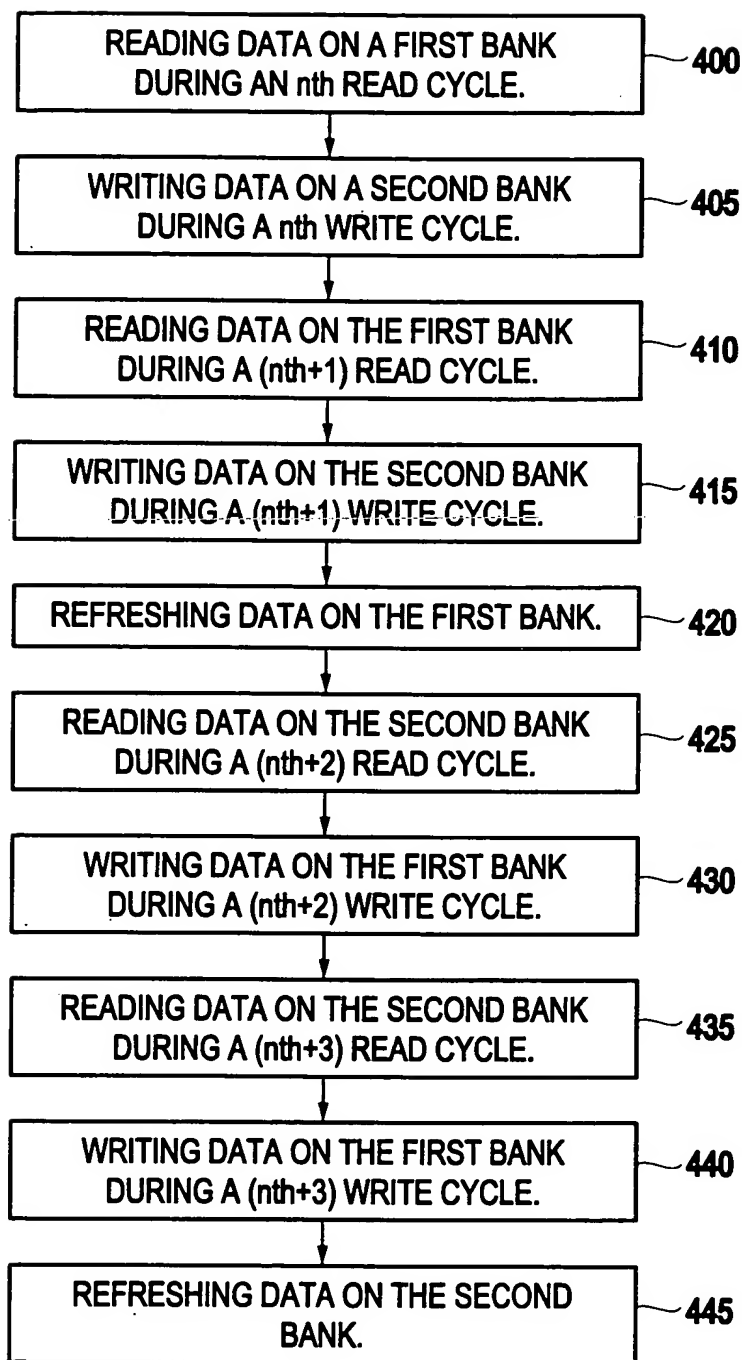 READING DATA ON A FIRST BANK
DURING AN nth READ CYCLE.
400
WRITING DATA ON A SECOND BANK
DURING A nth WRITE CYCLE.
405
READING DATA ON THE FIRST BANK
DURING A (nth+1) READ CYCLE.
410
WRITING DATA ON THE SECOND BANK
DURING A (nth+1) WRITE CYCLE.
415
REFRESHING DATA ON THE FIRST BANK.
420
READING DATA ON THE SECOND BANK
DURING A (nth+2) READ CYCLE.
425
WRITING DATA ON THE FIRST BANK
DURING A (nth+2) WRITE CYCLE.
430
READING DATA ON THE SECOND BANK
DURING A (nth+3) READ CYCLE.
435
WRITING DATA ON THE FIRST BANK
DURING A (nth+3) WRITE CYCLE.
440
REFRESHING DATA ON THE SECOND
BANK.
445